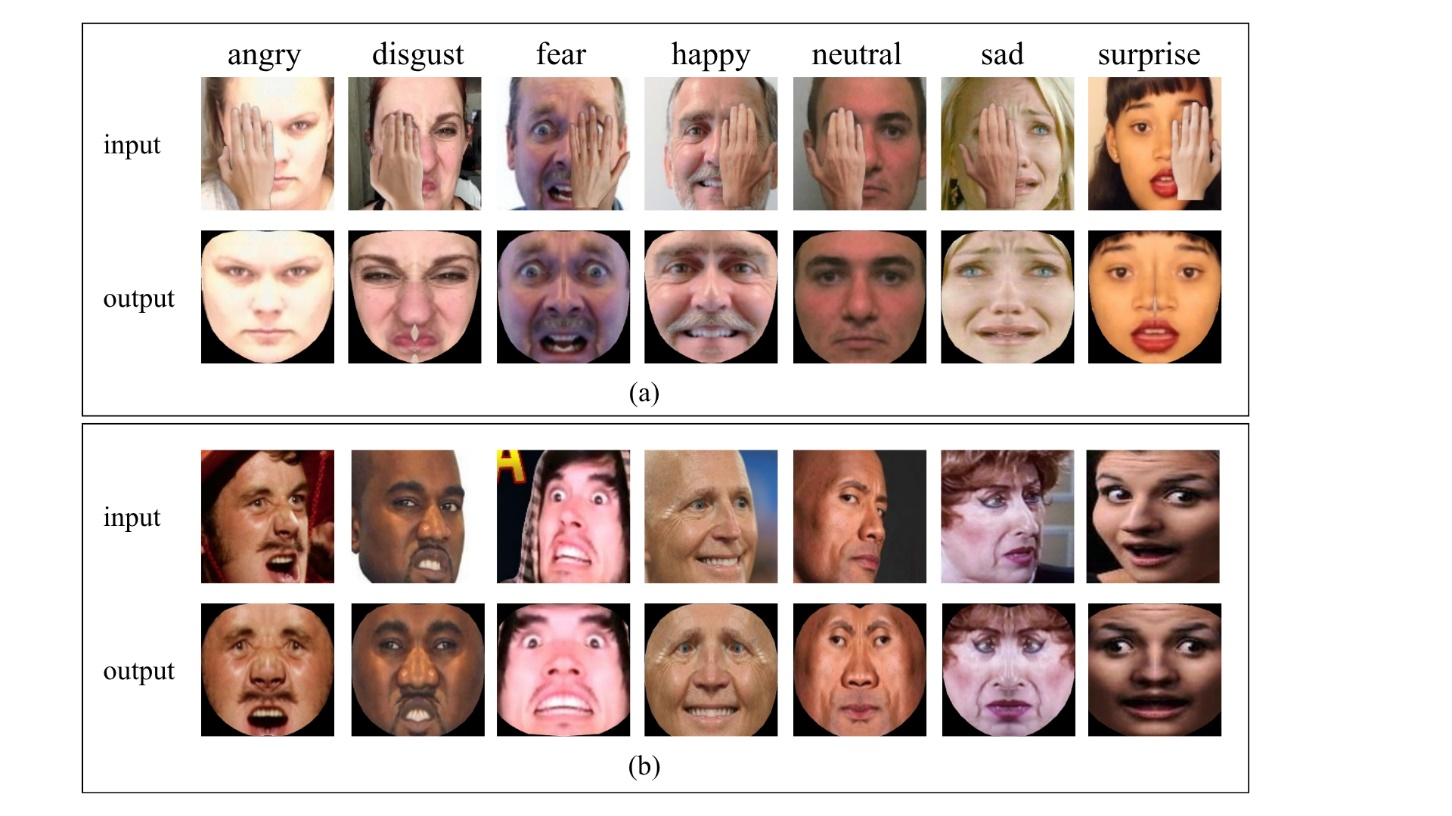 angry disgust fear happy neutral sad surprise
input
output
(a)
A
input
output
(b)